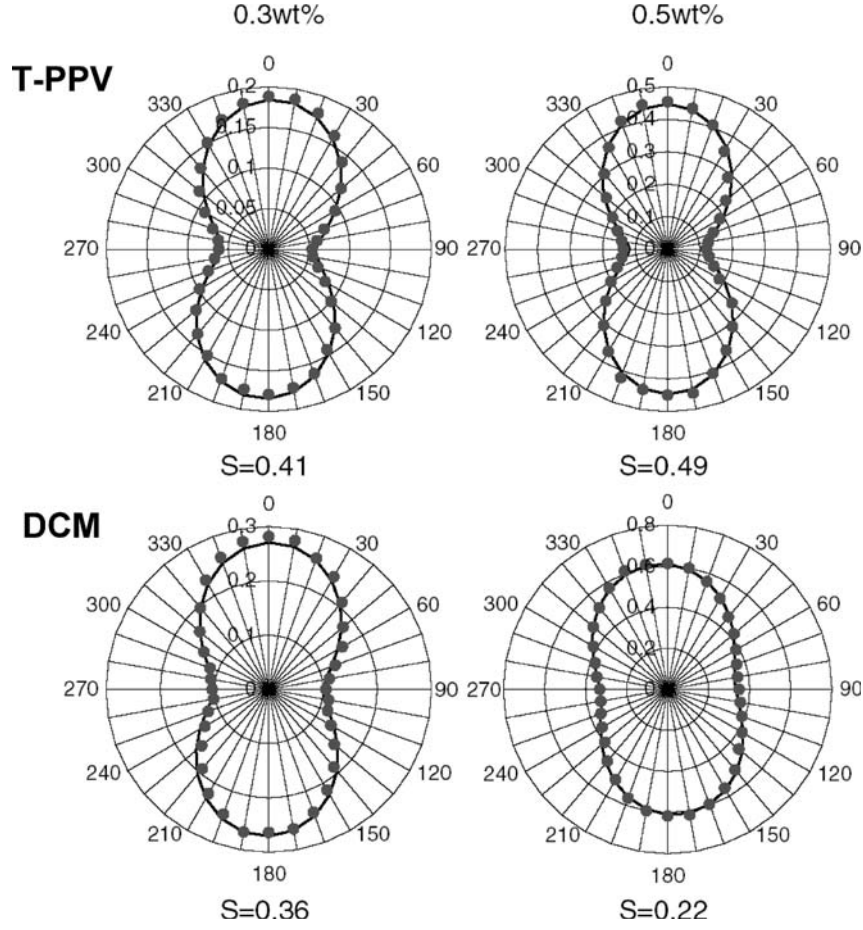 0.3wt% 0.5wt%
T-PPV
0 0
330 0.2 30 330 0.5 30
0.15 0.4
300 0.1 60 300 0.3 60
0.05 0.2
0.1
270 0 90 270 0 90
240 120 240 120
210 150 210 150
180 180
S=0.41 S=0.49
DCM
0 0
330 0.3 30 330 0.8 30
0.2 0.6
300 60 300 0.4 60
0.1 0.2
270 0 90 270 0 90
240 120 240 120
210 150 210 150
180 180
S=0.36 S=0.22